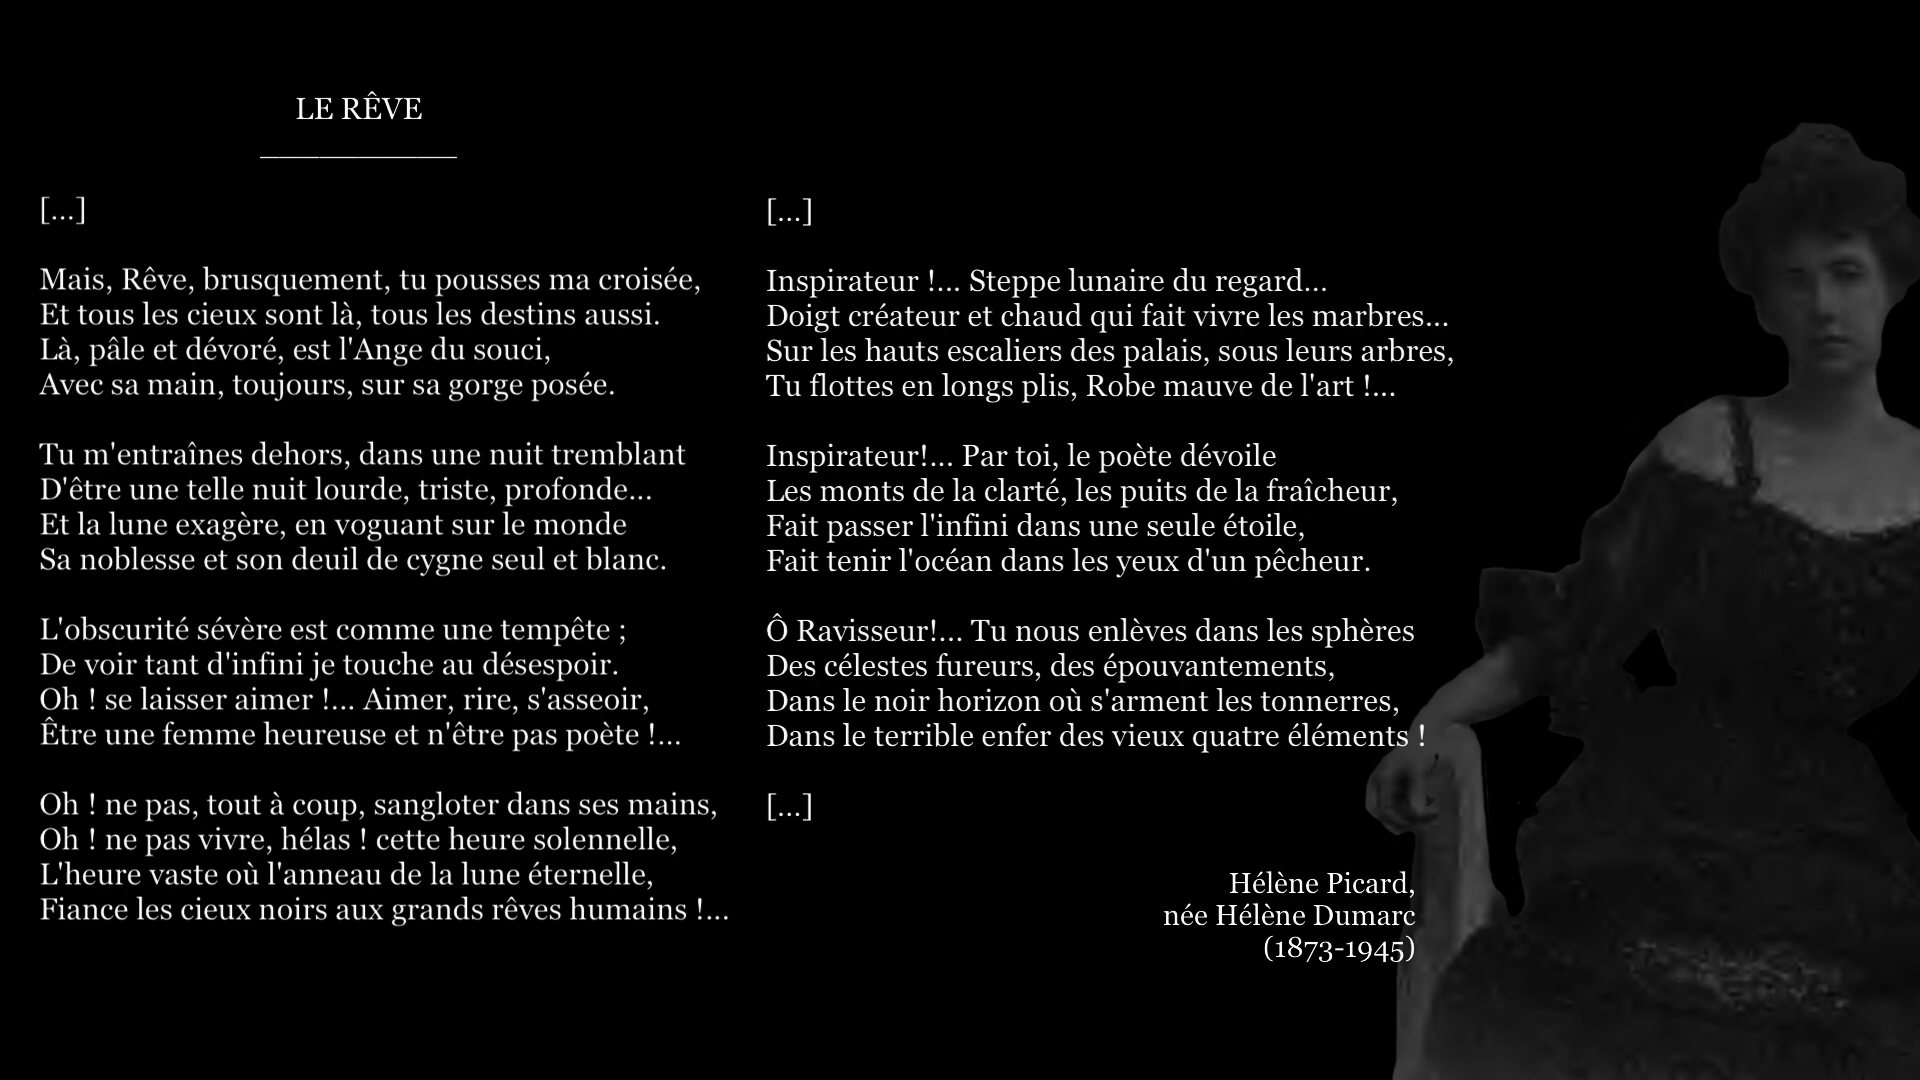 LE RÊVE
[...]
Mais, Rêve, brusquement, tu pousses ma croisée,
Et tous les cieux sont là, tous les destins aussi.
Là, pâle et dévoré, est l'Ange du souci,
Avec sa main, toujours, sur sa gorge posée.
Tu m'entraînes dehors, dans une nuit tremblant
D'être une telle nuit lourde, triste, profonde...
Et la lune exagère, en voguant sur le monde
Sa noblesse et son deuil de cygne seul et blanc.
L'obscurité sévère est comme une tempête ;
De voir tant d'infini je touche au désespoir.
Oh ! se laisser aimer !... Aimer, rire, s'asseoir,
Être une femme heureuse et n'être pas poète !...
Oh ! ne pas, tout à coup, sangloter dans ses mains,
Oh ! ne pas vivre, hélas ! cette heure solennelle,
L'heure vaste où l'anneau de la lune éternelle,
Fiance les cieux noirs aux grands rêves humains !...
[...]
Inspirateur !... Steppe lunaire du regard...
Doigt créateur et chaud qui fait vivre les marbres...
Sur les hauts escaliers des palais, sous leurs arbres,
Tu flottes en longs plis, Robe mauve de l'art !...
Inspirateur!... Par toi, le poète dévoile
Les monts de la clarté, les puits de la fraîcheur,
Fait passer l'infini dans une seule étoile,
Fait tenir l'océan dans les yeux d'un pêcheur.
Ô Ravisseur!... Tu nous enlèves dans les sphères
Des célestes fureurs, des épouvantements,
Dans le noir horizon où s'arment les tonnerres,
Dans le terrible enfer des vieux quatre éléments !
[...]
Hélène Picard,
née Hélène Dumarc
(1873-1945)